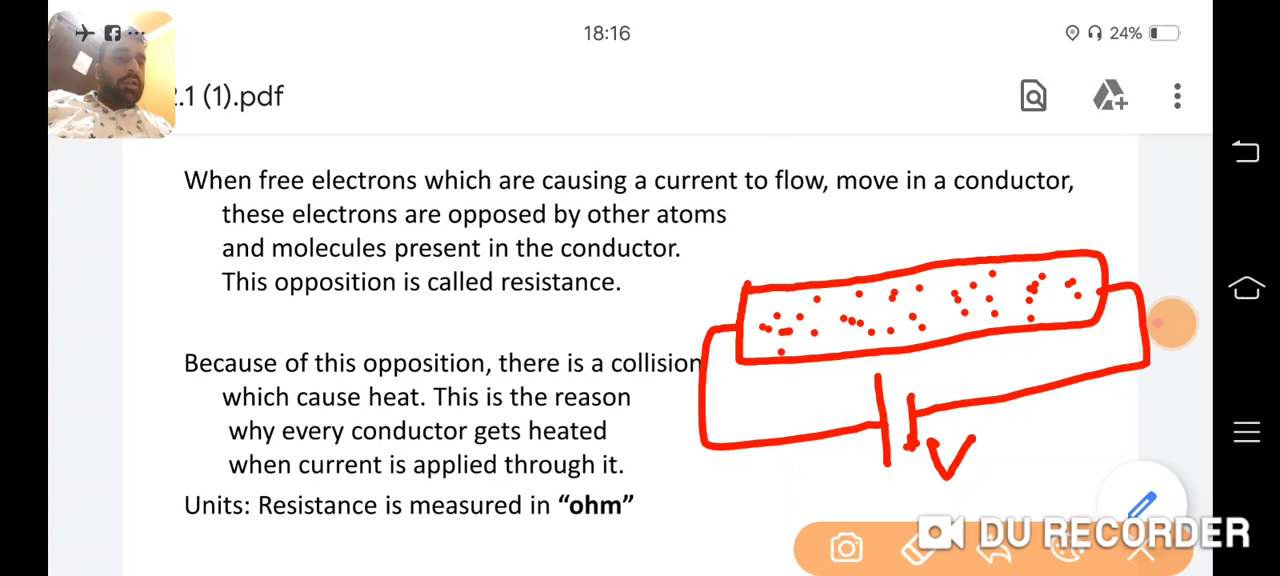 18:16
24%
.1 (1).pdf
When free electrons which are causing a current to flow, move in a conductor,
these electrons are opposed by other atoms
and molecules present in the conductor.
This opposition is called resistance.
Because of this opposition, there is a collision
which cause heat. This is the reason
why every conductor gets heated
when current is applied through it.
V
Units: Resistance is measured in “ohm”
DU RECORDER